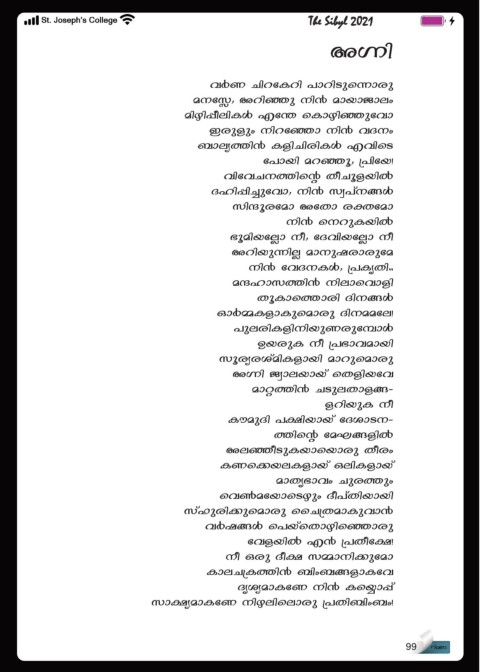 St. Joseph's College
The Sibyl 2021
അഗ്നി
വർണ ചിറകേറി പാറിടുന്നൊരു
മനസ്സേ, അറിഞ്ഞു നിൻ മായാജാലം
മിഴിപ്പീലികൾ എന്തേ കൊഴിഞ്ഞുവോ
ഇരുളും നിറഞ്ഞോ നിൻ വദനം
ബാല്യത്തിൻ കളിചിരികൾ എവിടെ
പോയി മറഞ്ഞൂ, പ്രിയേ!
വിവേചനത്തിന്റെ തീച്ചൂളയിൽ
ദഹിപ്പിച്ചുവോ, നിൻ സ്വപ്നങ്ങൾ
സിന്ദൂരമോ അതോ രക്തമോ
നിൻ നെറുകയിൽ
ഭൂമിയല്ലോ നീ, ദേവിയല്ലോ നീ
അറിയുന്നില്ല മാനുഷരാരുമേ
നിൻ വേദനകൾ, പ്രകൃതി..
മന്ദഹാസത്തിൻ നിലാവൊളി
തൂകാത്തൊരി ദിനങ്ങൾ
ഓർമ്മകളാകുമൊരു ദിനമമലേ!
പുലരികളിനിയുണരുമ്പോൾ
ഉയരുക നീ പ്രഭാവമായി
സൂര്യരശ്മികളായി മാറുമൊരു
അഗ്നി ജ്വാലയായ് തെളിയവേ
മാറ്റത്തിൻ ചടുലതാളങ്ങ-
ളറിയുക നീ
കൗമുദി പക്ഷിയായ് ദേശാടന-
ത്തിന്റെ മേഘങ്ങളിൽ
അലഞ്ഞീടുകയായൊരു തീരം
കണക്കെയലകളായ് ഒലികളായ്
മാതൃഭാവം ചുരത്തും
വെൺമയോടെഴും ദീപ്തിയായി
സ്ഫുരിക്കുമൊരു ചൈത്രമാകുവാൻ
വർഷങ്ങൾ പെയ്തൊഴിഞ്ഞൊരു
വേളയിൽ എൻ പ്രതീക്ഷേ!
നീ ഒരു ദീക്ഷ സമ്മാനിക്കുമോ
കാലചക്രത്തിൻ ബിംബങ്ങളാകവേ
ദൃശ്യമാകണേ നിൻ കയ്യൊപ്പ്
സാക്ഷ്യമാകണേ നിഴലിലൊരു പ്രതിബിംബം!
99